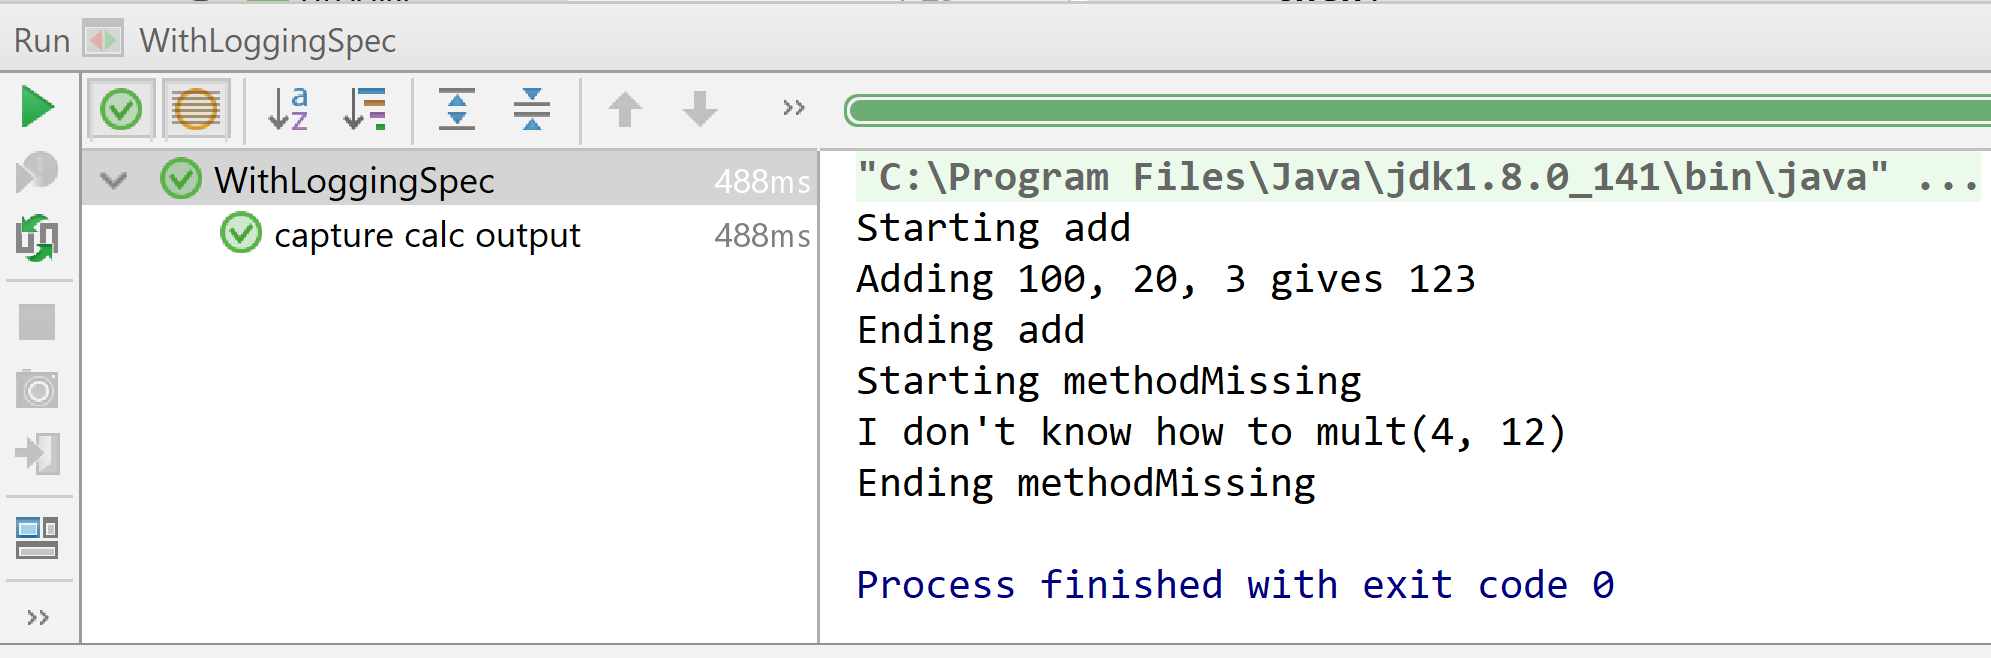 Run WithLoggingSpec
WithLoggingSpec 488ms
capture calc output 488ms
"C:\Program Files\Java\jdk1.8.0_141\bin\java" ...
Starting add
Adding 100, 20, 3 gives 123
Ending add
Starting methodMissing
I don't know how to mult(4, 12)
Ending methodMissing
Process finished with exit code 0